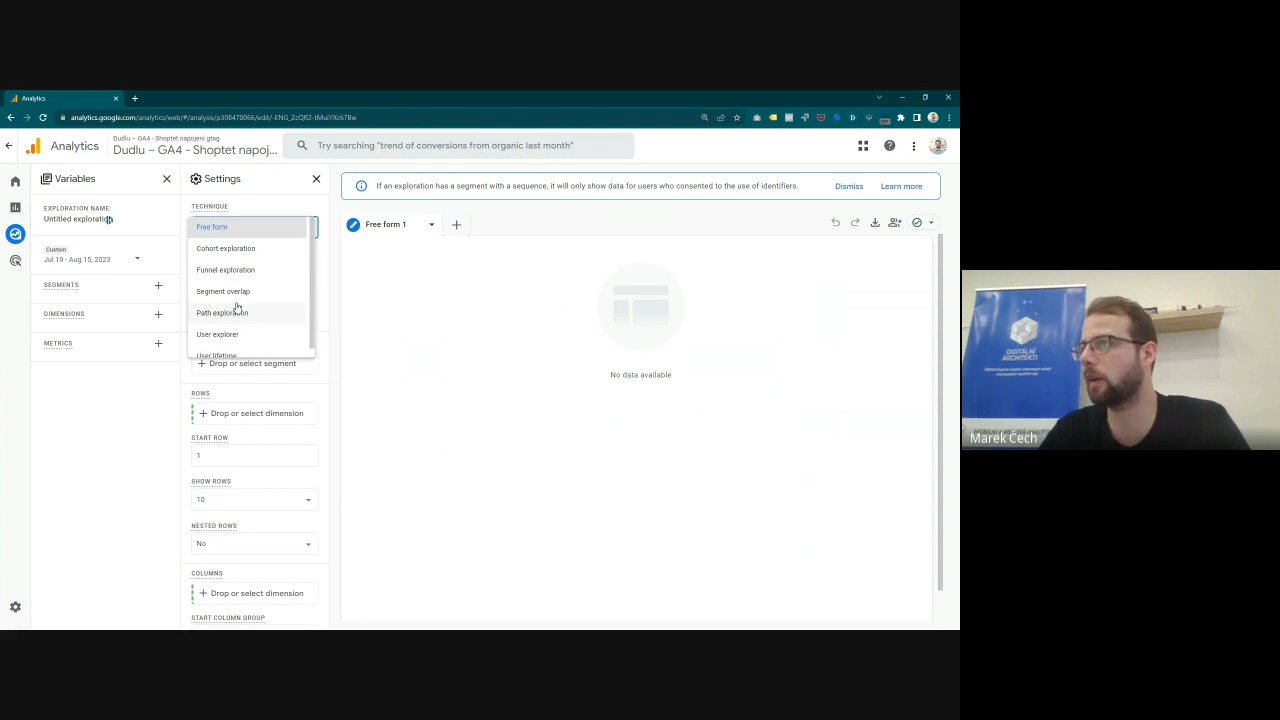 Analytics
analytics.google.com/analytics/web/#/analysis/p308470066/edit/-ENG_ZcQR2-tMuiYXc67Bw
Analytics
Dudlu – GA4 - Shoptet napojení gtag
Dudlu – GA4 - Shoptet napoj...
Try searching "trend of conversions from organic last month"
Variables
EXPLORATION NAME:
Untitled exploration
Custom
Jul 19 - Aug 15, 2023
SEGMENTS
DIMENSIONS
METRICS
Settings
TECHNIQUE
Free form
Cohort exploration
Funnel exploration
Segment overlap
Path exploration
User explorer
User lifetime
Drop or select segment
ROWS
Drop or select dimension
START ROW
1
SHOW ROWS
10
NESTED ROWS
No
COLUMNS
Drop or select dimension
START COLUMN GROUP
If an exploration has a segment with a sequence, it will only show data for users who consented to the use of identifiers.
Dismiss
Learn more
Free form 1
No data available
DIGITÁLNÍ
ARCHITEKTI
Marek Čech